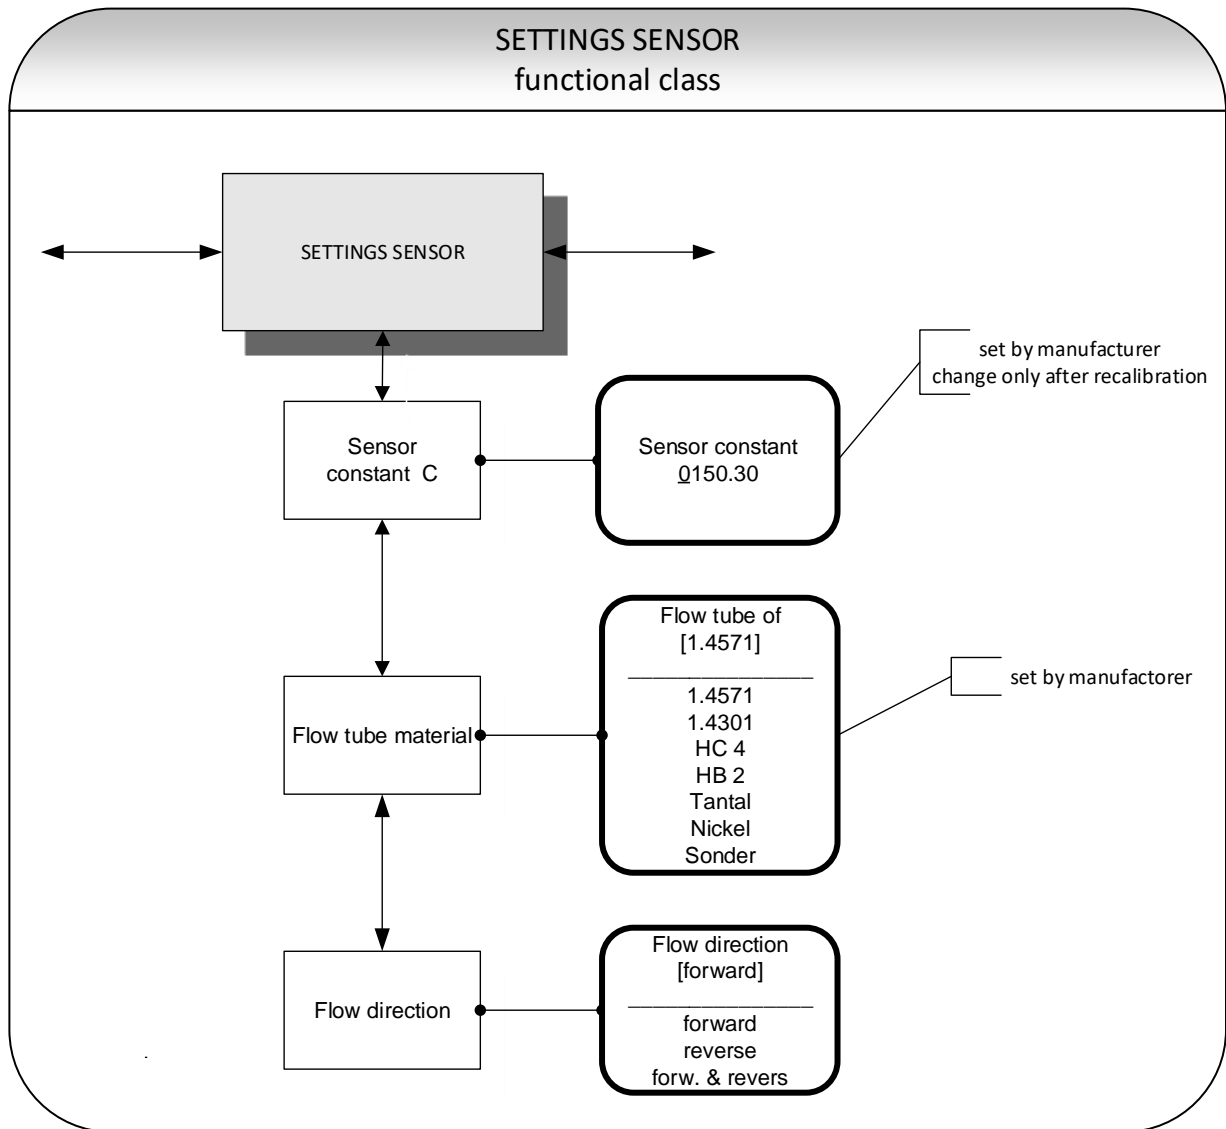 SETTINGS SENSOR
functional class
SETTINGS SENSOR
set by manufacturer
change only after recalibration
Sensor
constant C
Sensor constant
0150.30
Flow tube of
[1.4571]
1.4571
1.4301
HC 4
HB 2
Tantal
Nickel
Sonder
Flow tube material
set by manufactorer
Flow direction
Flow direction
[forward]
forward
reverse
forw. & revers